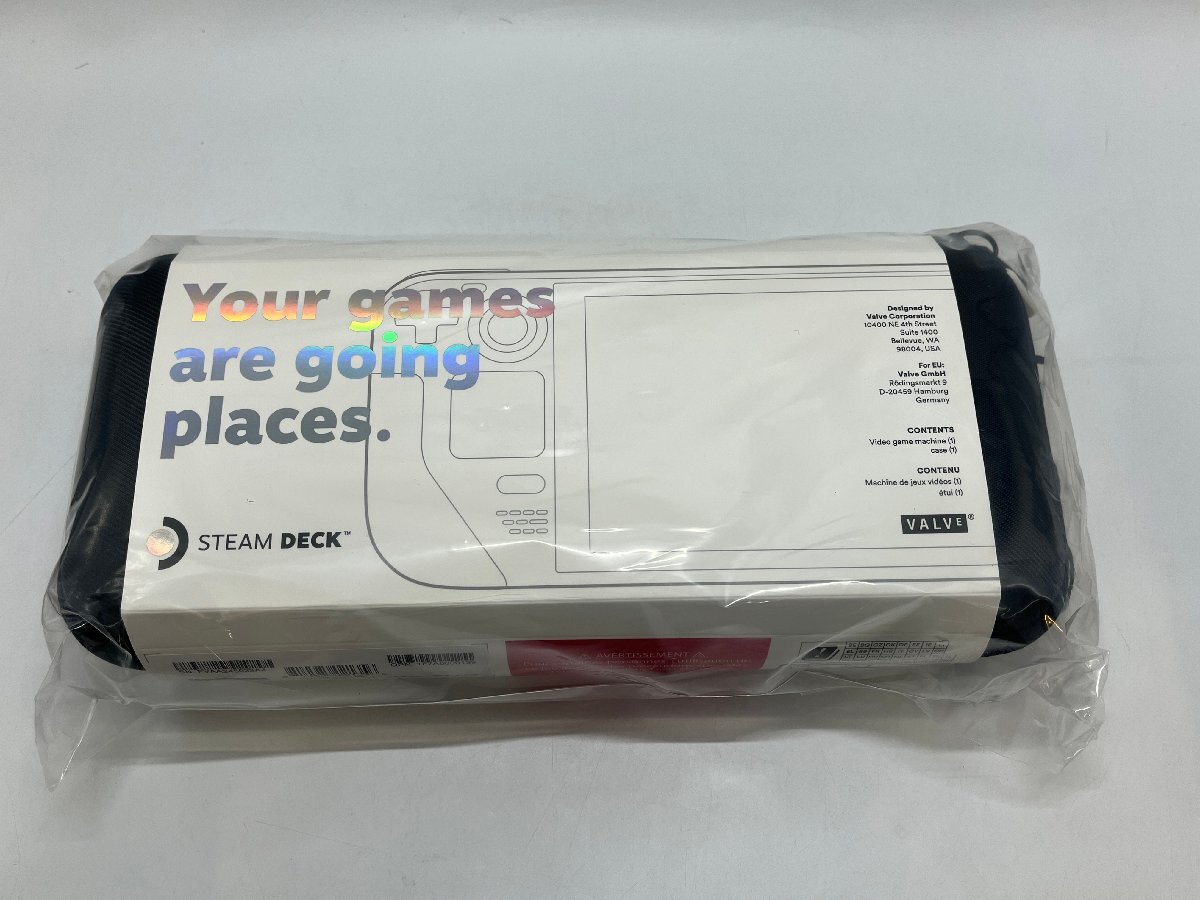 Your games
are going
places.
STEAM DECK™
Designed by
Valve Corporation
10400 NE 4th Street
Suite 1400
Bellevue, WA
98004, USA
For EU:
Valve GmbH
Rödingsmarkt 9
D-20459 Hamburg
Germany
CONTENTS
Video game machine (1)
case (1)
CONTENU
Machine de jeux vidéos (1)
étui (1)
VALVE®
AVERTISSEMENT